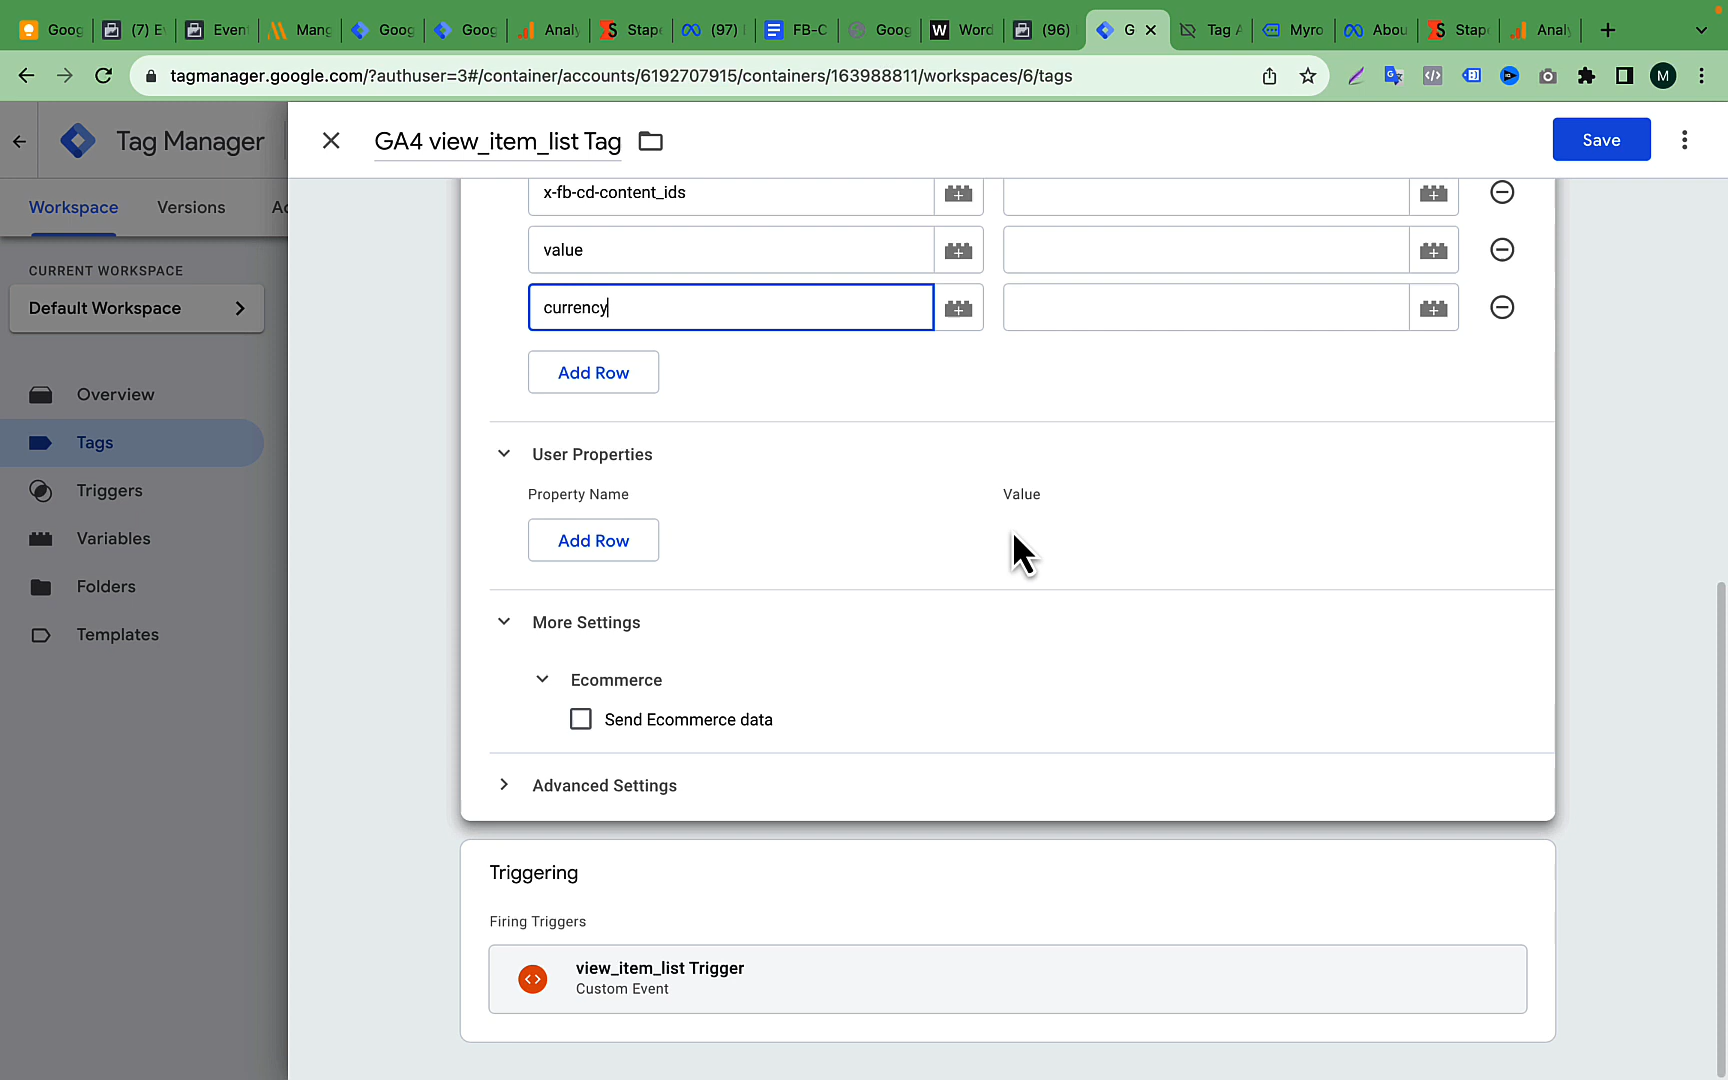 Goog
(7) E
Even
Mang
Goog
Goog
Analy
Stap
(97)
FB-C
Goog
Word
(96)
G
Tag A
Myro
Abou
Stap
Analy
tagmanager.google.com/?authuser=3#/container/accounts/6192707915/containers/163988811/workspaces/6/tags
M
Tag Manager
GA4 view_item_list Tag
Save
Workspace
Versions
Ac
CURRENT WORKSPACE
Default Workspace
Overview
Tags
Triggers
Variables
Folders
Templates
x-fb-cd-content_ids
value
currency
Add Row
User Properties
Property Name
Value
Add Row
More Settings
Ecommerce
Send Ecommerce data
Advanced Settings
Triggering
Firing Triggers
view_item_list Trigger
Custom Event